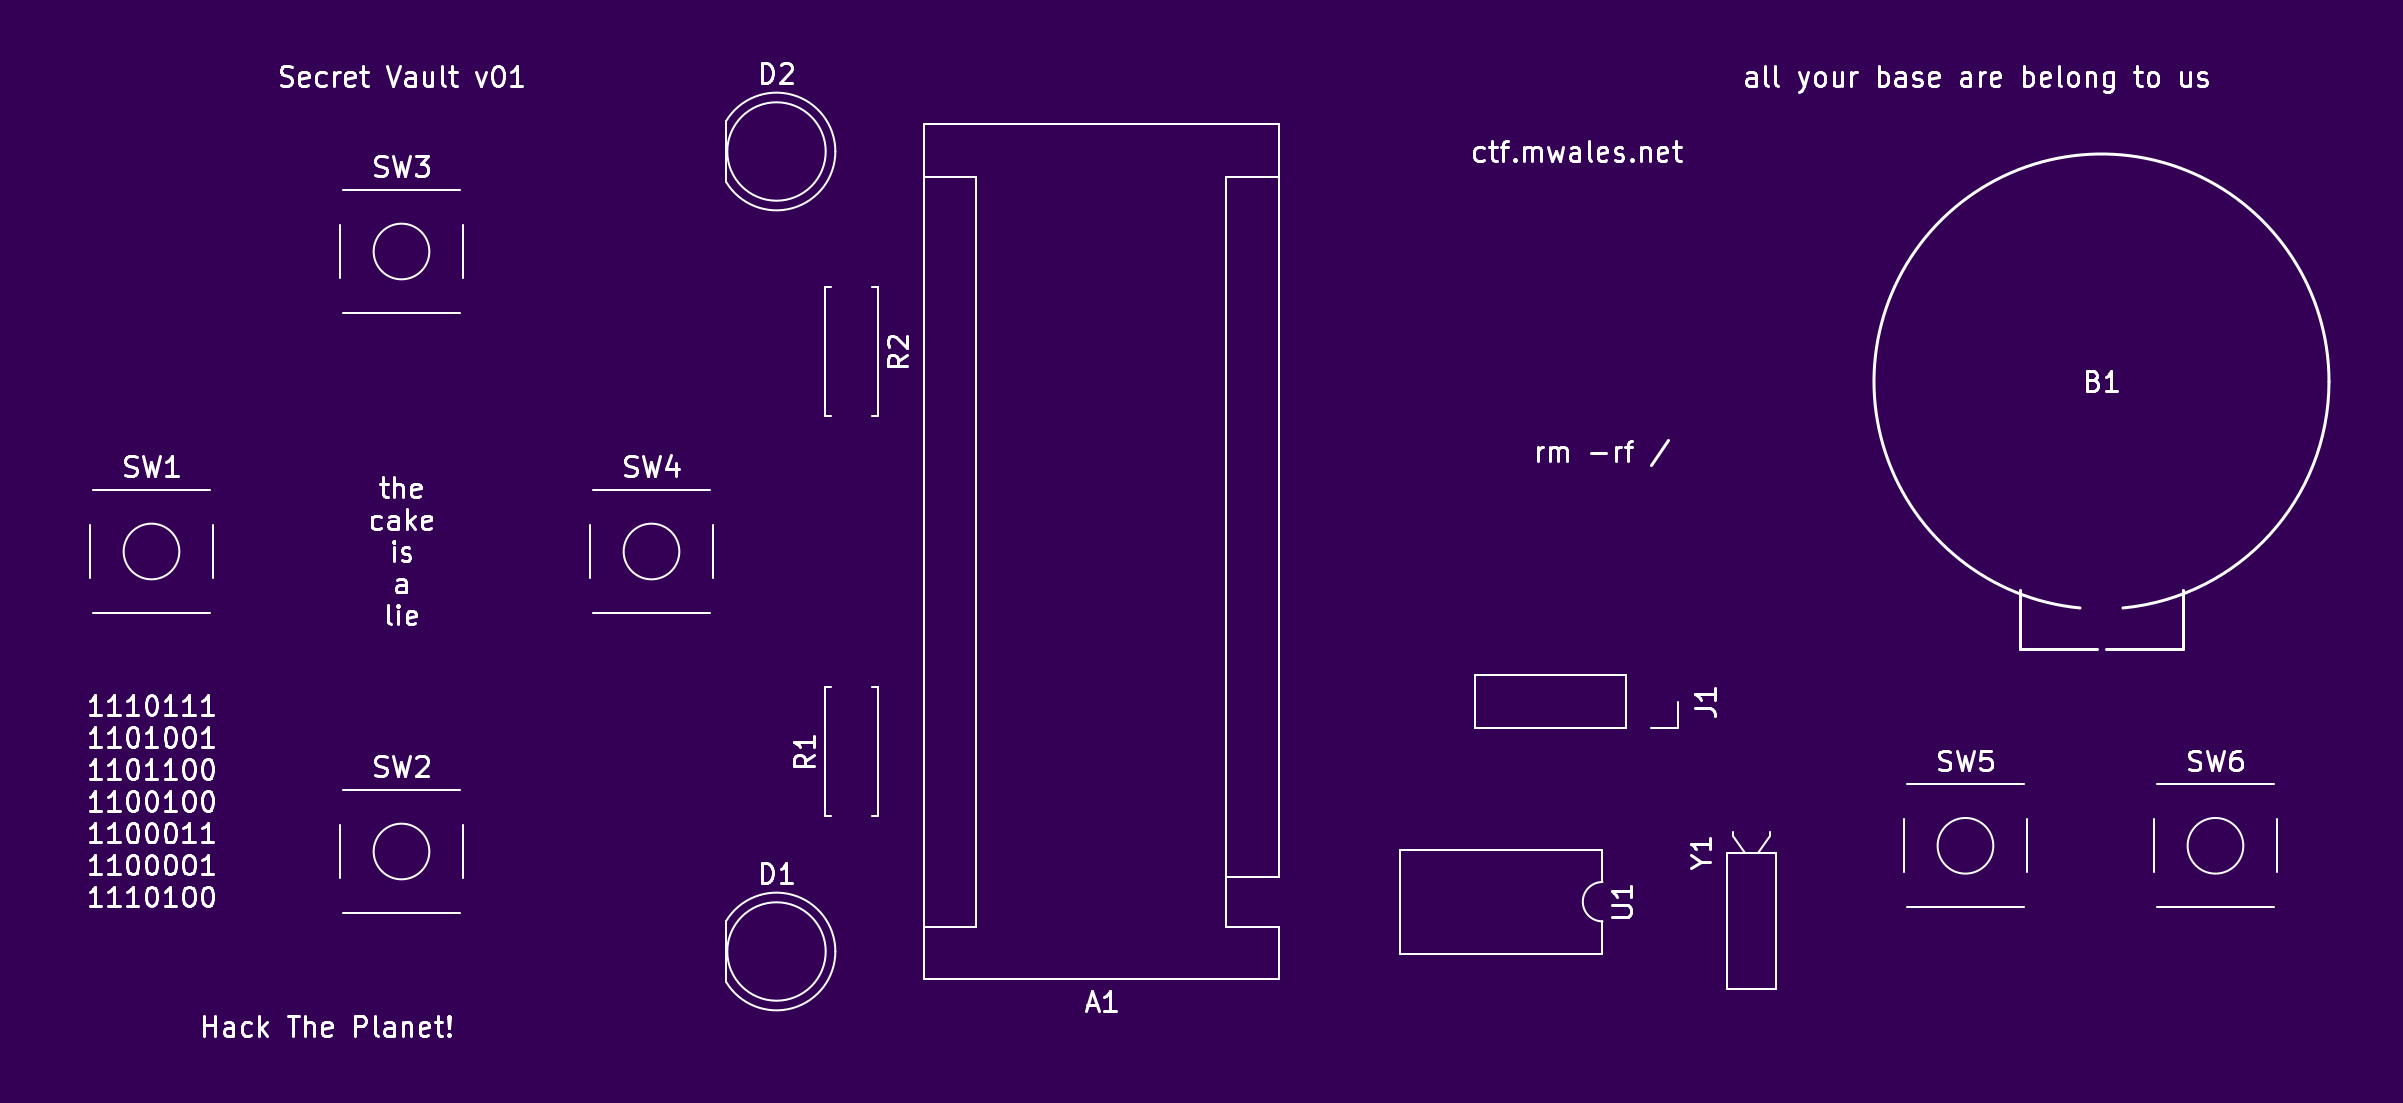 Secret Vault v01
D2
all your base are belong to us
ctf.mwales.net
SW3
R2
B1
rm -rf /
SW1
SW4
the
cake
is
a
lie
J1
1110111
1101001
1101100
1100100
1100011
1100001
1110100
R1
SW2
SW5
SW6
Y1
D1
U1
A1
Hack The Planet!